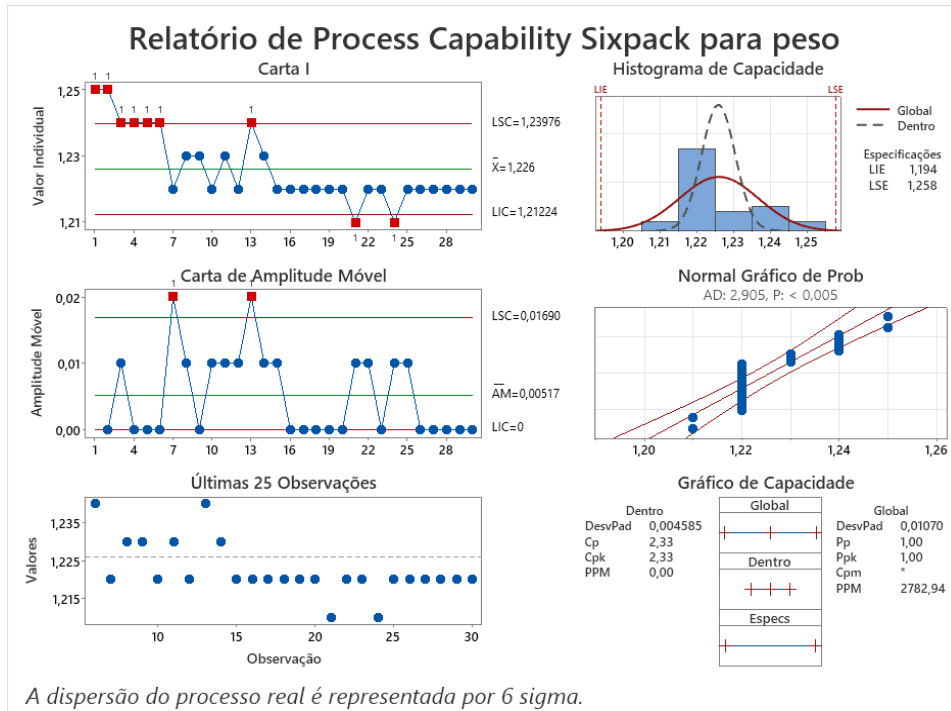 Relatório de Process Capability Sixpack para peso
Carta I
Valor Individual
1,25
1,23
1,21
1 1 1 1 1 1 1 1 1
1 4 7 10 13 16 19 22 25 28
LSC=1,23976
X=1,226
LIC=1,21224
Histograma de Capacidade
LIE
LSE
1,20 1,21 1,22 1,23 1,24 1,25
Global
Dentro
Especificações
LIE 1,194
LSE 1,258
Carta de Amplitude Móvel
Amplitude Móvel
0,02
0,01
0,00
1 1
1 4 7 10 13 16 19 22 25 28
LSC=0,01690
AM=0,00517
LIC=0
Normal Gráfico de Prob
AD: 2,905, P: < 0,005
1,20 1,22 1,24 1,26
Últimas 25 Observações
Valores
1,235
1,225
1,215
10 15 20 25 30
Observação
Gráfico de Capacidade
Dentro
DesvPad 0,004585
Cp 2,33
Cpk 2,33
PPM 0,00
Global
Dentro
Especs
Global
DesvPad 0,01070
Pp 1,00
Ppk 1,00
Cpm *
PPM 2782,94
A dispersão do processo real é representada por 6 sigma.